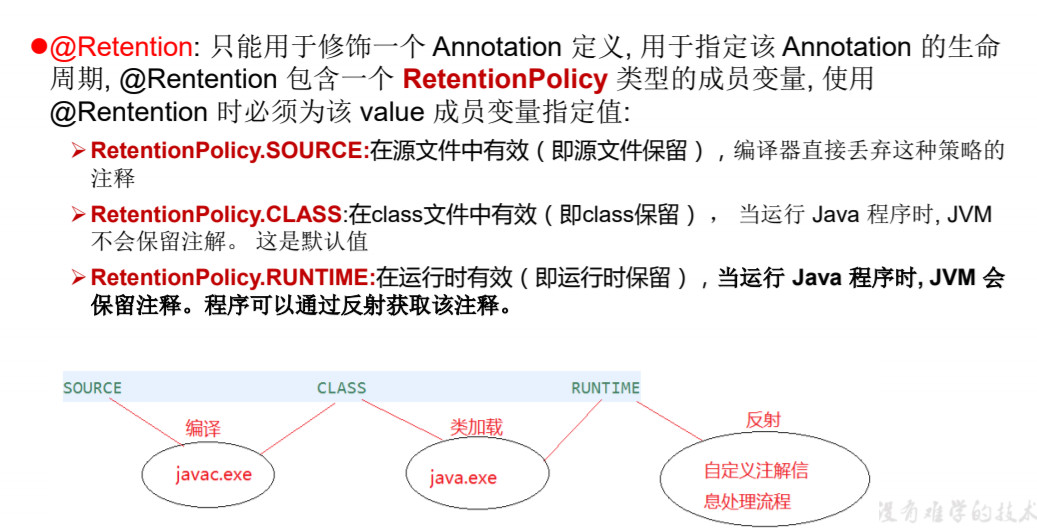 ●@Retention: 只能用于修饰一个 Annotation 定义, 用于指定该 Annotation 的生命
周期, @Rentention 包含一个 RetentionPolicy 类型的成员变量, 使用
@Rentention 时必须为该 value 成员变量指定值:
➢RetentionPolicy.SOURCE:在源文件中有效（即源文件保留）, 编译器直接丢弃这种策略的
注释
➢RetentionPolicy.CLASS:在class文件中有效（即class保留）， 当运行 Java 程序时, JVM
不会保留注解。 这是默认值
➢RetentionPolicy.RUNTIME:在运行时有效（即运行时保留）, 当运行 Java 程序时, JVM 会
保留注释。程序可以通过反射获取该注释。
SOURCE CLASS RUNTIME
编译 类加载 反射
javac.exe java.exe 自定义注解信
息处理流程
没有难学的技术